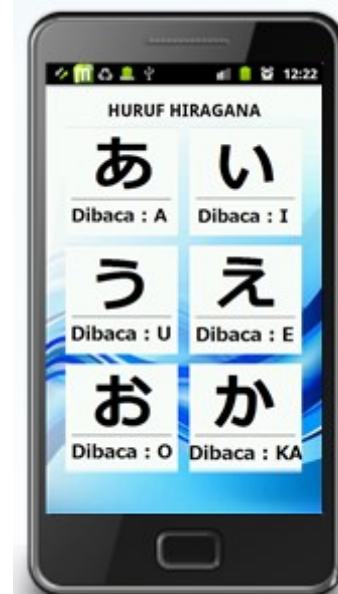 12:22
HURUF HIRAGANA
あ い
Dibaca : A Dibaca : I
う え
Dibaca : U Dibaca : E
お か
Dibaca : O Dibaca : KA